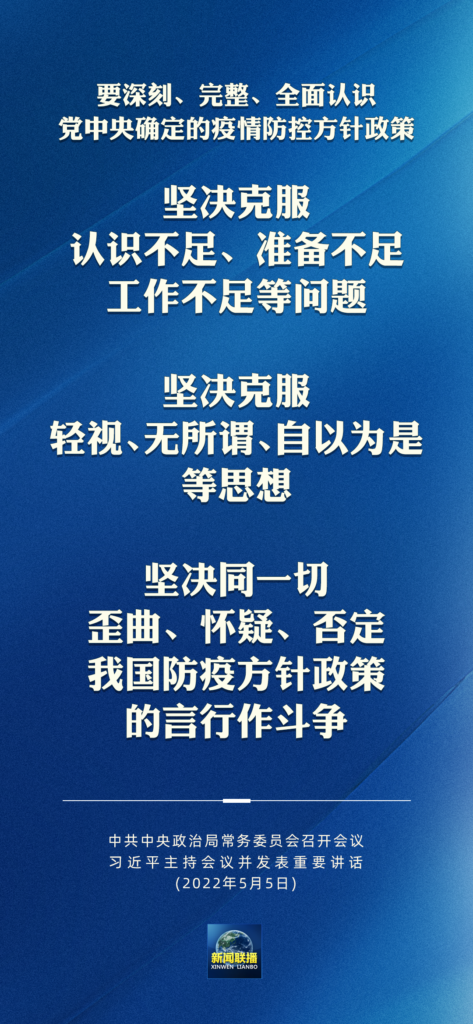 要深刻、完整、全面认识
党中央确定的疫情防控方针政策
坚决克服
认识不足、准备不足
工作不足等问题
坚决克服
轻视、无所谓、自以为是
等思想
坚决同一切
歪曲、怀疑、否定
我国防疫方针政策
的言行作斗争
中共中央政治局常务委员会召开会议
习近平主持会议并发表重要讲话
(2022年5月5日)
新闻联播
XINWEN LIANBO